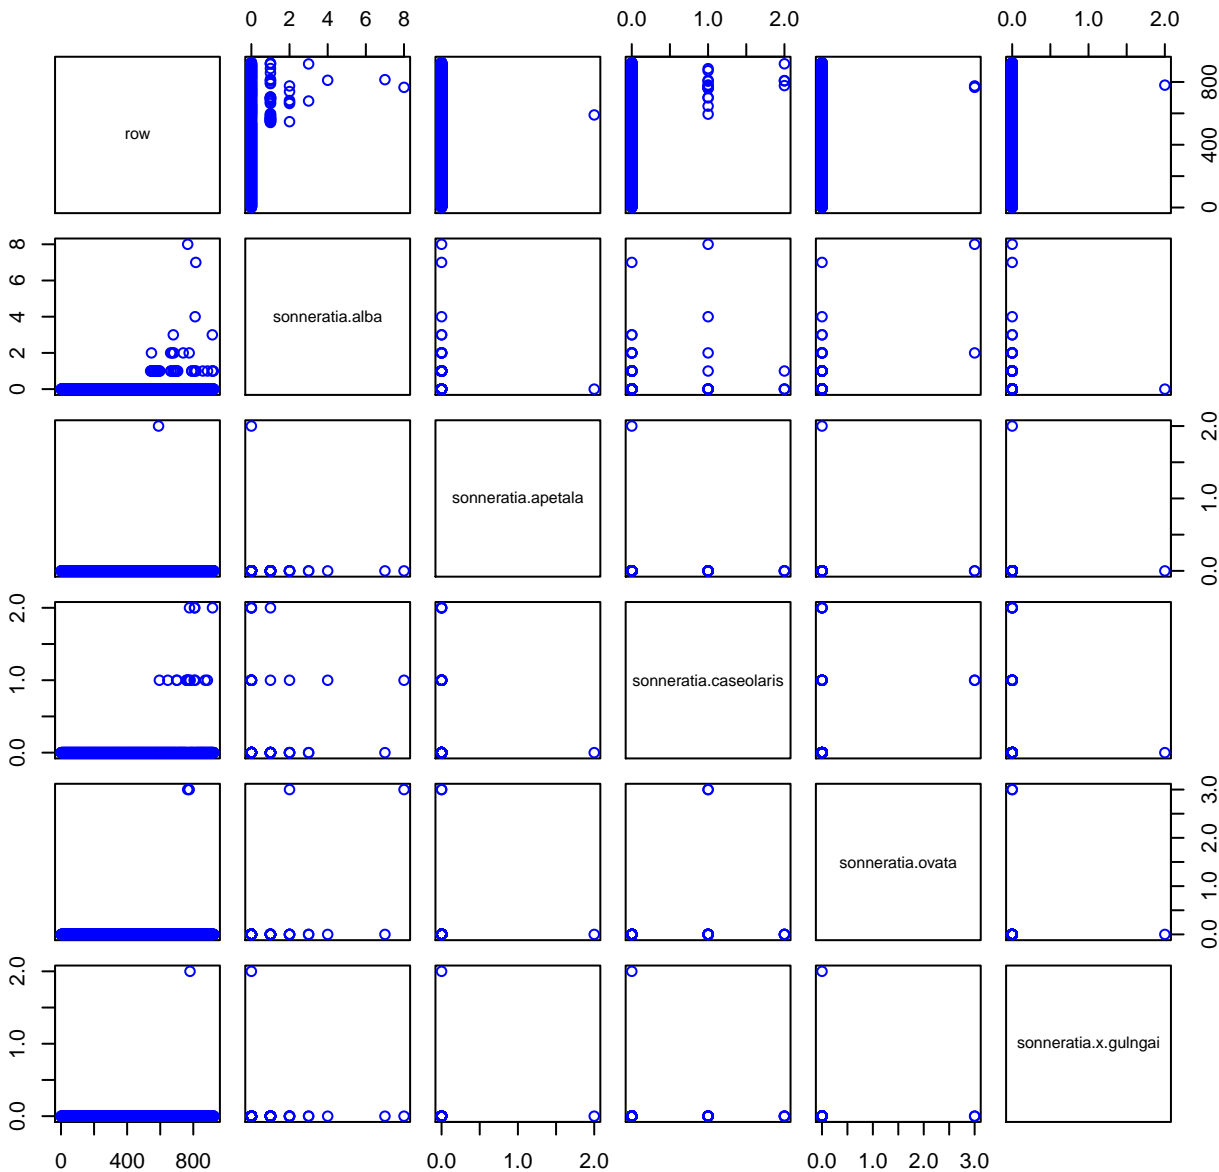 0 2 4 6 8 0.0 1.0 2.0 0.0 1.0 2.0
row 0 400 800
0 2 4 6 8 sonneratia.alba
sonneratia.apetala 0.0 1.0 2.0
0.0 1.0 2.0 sonneratia.caseolaris
sonneratia.ovata 0.0 1.0 2.0 3.0
0.0 1.0 2.0 sonneratia.x.gulngai
0 400 800 0.0 1.0 2.0 0.0 1.0 2.0 3.0